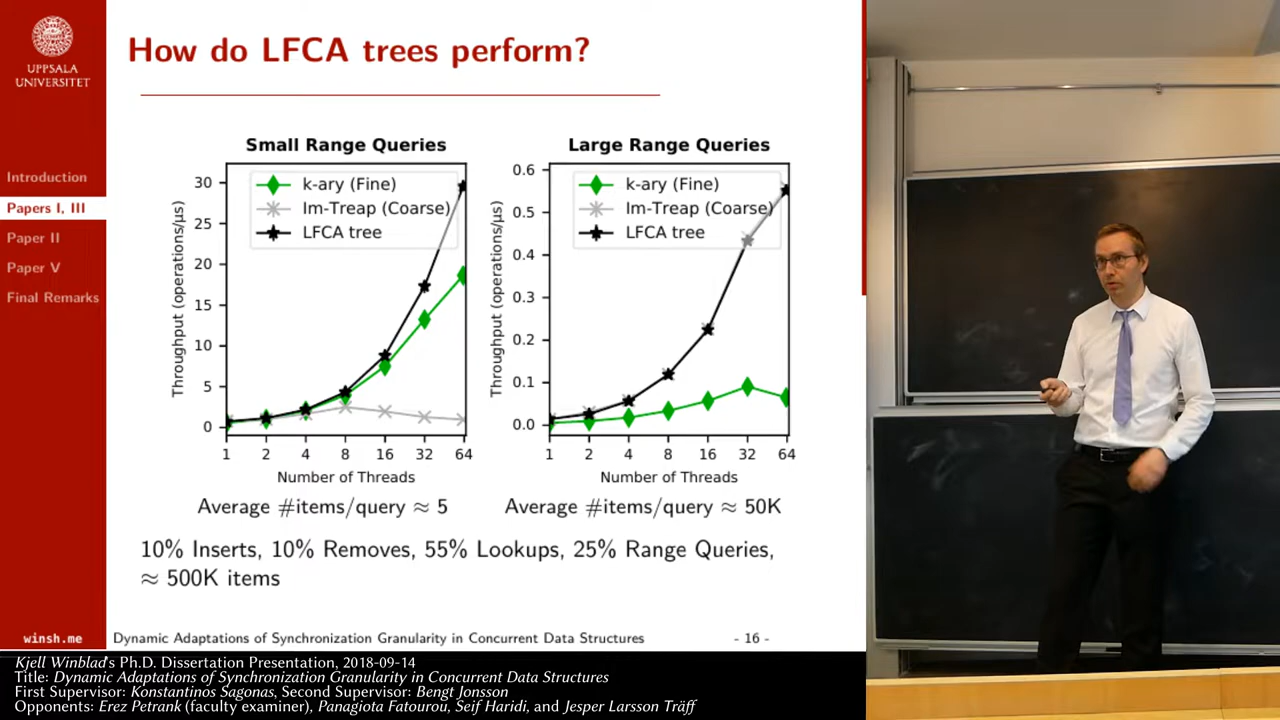 UPPSALA
UNIVERSITET
Introduction
Papers I, III
Paper II
Paper V
Final Remarks
winsh.me
How do LFCA trees perform?
Small Range Queries
k-ary (Fine)
Im-Treap (Coarse)
LFCA tree
Throughput (operations/μs)
30
25
20
15
10
5
0
1 2 4 8 16 32 64
Number of Threads
Average #items/query ≈ 5
Large Range Queries
k-ary (Fine)
Im-Treap (Coarse)
LFCA tree
Throughput (operations/μs)
0.6
0.5
0.4
0.3
0.2
0.1
0.0
1 2 4 8 16 32 64
Number of Threads
Average #items/query ≈ 50K
10% Inserts, 10% Removes, 55% Lookups, 25% Range Queries,
≈ 500K items
Dynamic Adaptations of Synchronization Granularity in Concurrent Data Structures - 16 -
Kjell Winblad's Ph.D. Dissertation Presentation, 2018-09-14
Title: Dynamic Adaptations of Synchronization Granularity in Concurrent Data Structures
First Supervisor: Konstantinos Sagonas, Second Supervisor: Bengt Jonsson
Opponents: Erez Petrank (faculty examiner), Panagiota Fatourou, Seif Haridi, and Jesper Larsson Träff